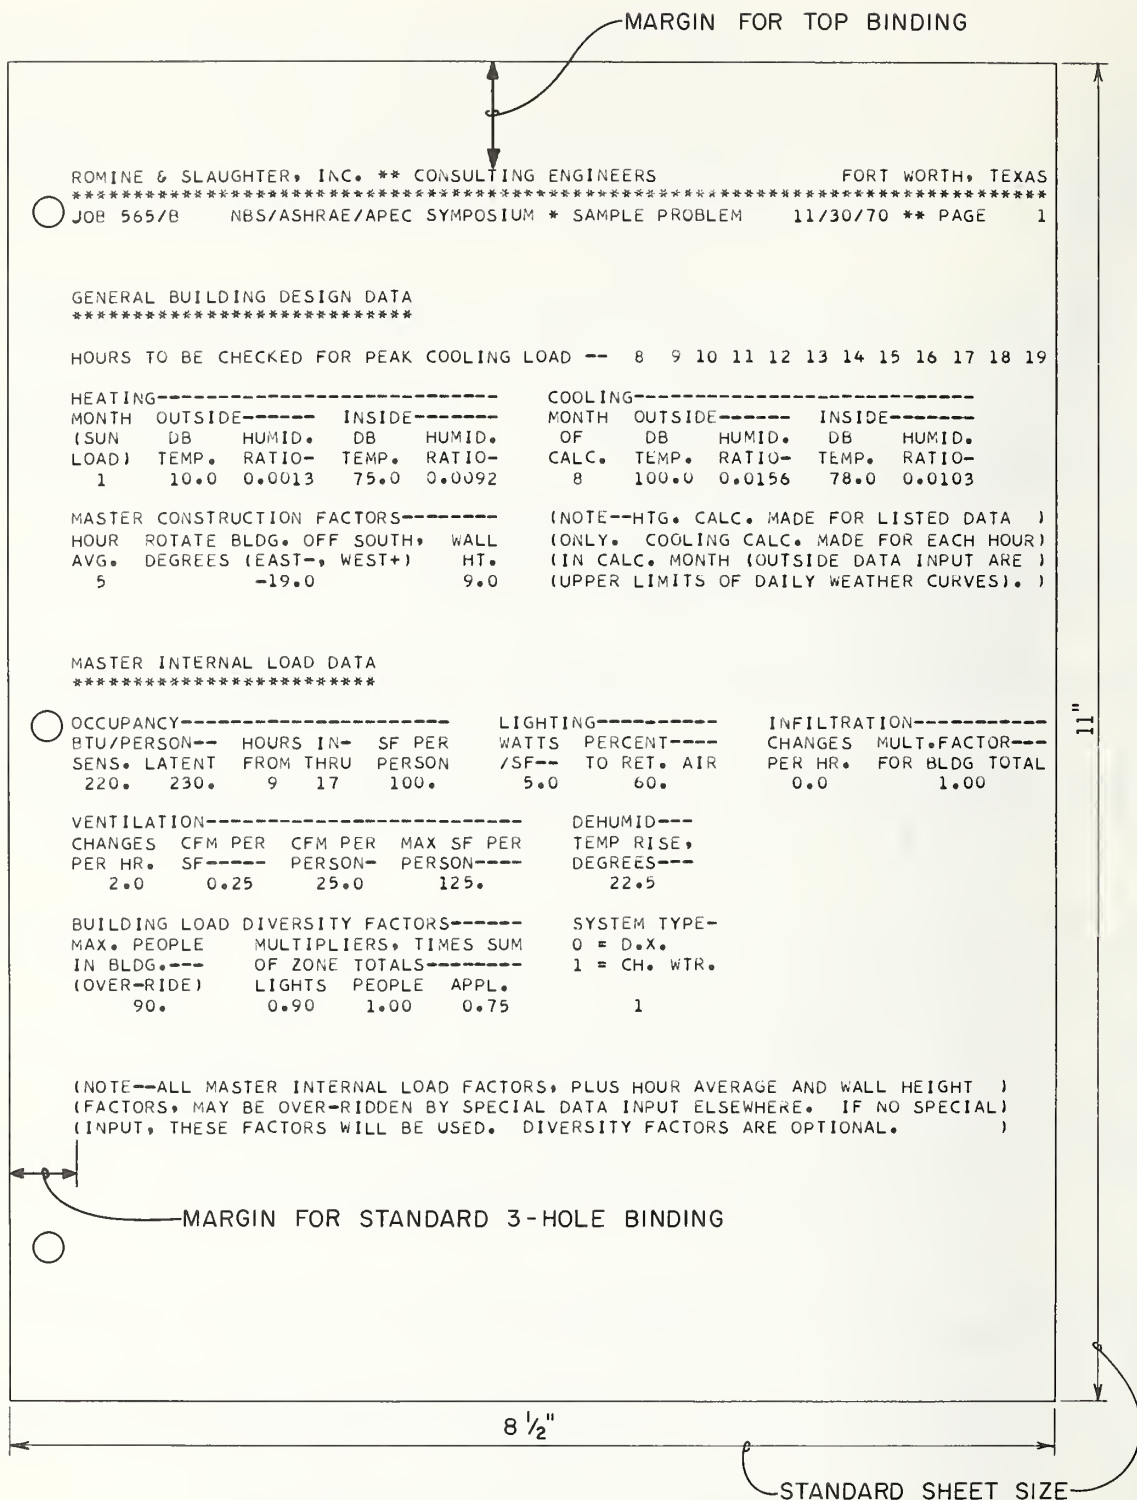 MARGIN FOR TOP BINDING
ROMINE & SLAUGHTER, INC. ** CONSULTING ENGINEERS FORT WORTH, TEXAS
********************************************************************************
JOB 565/B NBS/ASHRAE/APEC SYMPOSIUM * SAMPLE PROBLEM 11/30/70 ** PAGE 1
GENERAL BUILDING DESIGN DATA
****************************
HOURS TO BE CHECKED FOR PEAK COOLING LOAD -- 8 9 10 11 12 13 14 15 16 17 18 19
HEATING---------------------------- COOLING----------------------------
MONTH OUTSIDE------ INSIDE------- MONTH OUTSIDE------ INSIDE-------
(SUN DB HUMID. DB HUMID. OF DB HUMID. DB HUMID.
LOAD) TEMP. RATIO- TEMP. RATIO- CALC. TEMP. RATIO- TEMP. RATIO-
1 10.0 0.0013 75.0 0.0092 8 100.0 0.0156 78.0 0.0103
MASTER CONSTRUCTION FACTORS-------- (NOTE--HTG. CALC. MADE FOR LISTED DATA )
HOUR ROTATE BLDG. OFF SOUTH, WALL (ONLY. COOLING CALC. MADE FOR EACH HOUR)
AVG. DEGREES (EAST-, WEST+) HT. (IN CALC. MONTH (OUTSIDE DATA INPUT ARE )
5 -19.0 9.0 (UPPER LIMITS OF DAILY WEATHER CURVES). )
MASTER INTERNAL LOAD DATA
*************************
OCCUPANCY---------------------- LIGHTING---------- INFILTRATION-----------
BTU/PERSON-- HOURS IN- SF PER WATTS PERCENT---- CHANGES MULT.FACTOR---
SENS. LATENT FROM THRU PERSON /SF-- TO RET. AIR PER HR. FOR BLDG TOTAL
220. 230. 9 17 100. 5.0 60. 0.0 1.00
VENTILATION-------------------------- DEHUMID---
CHANGES CFM PER CFM PER MAX SF PER TEMP RISE,
PER HR. SF----- PERSON- PERSON---- DEGREES---
2.0 0.25 25.0 125. 22.5
BUILDING LOAD DIVERSITY FACTORS------ SYSTEM TYPE-
MAX. PEOPLE MULTIPLIERS, TIMES SUM 0 = D.X.
IN BLDG.--- OF ZONE TOTALS-------- 1 = CH. WTR.
(OVER-RIDE) LIGHTS PEOPLE APPL.
90. 0.90 1.00 0.75 1
(NOTE--ALL MASTER INTERNAL LOAD FACTORS, PLUS HOUR AVERAGE AND WALL HEIGHT )
(FACTORS, MAY BE OVER-RIDDEN BY SPECIAL DATA INPUT ELSEWHERE. IF NO SPECIAL)
(INPUT, THESE FACTORS WILL BE USED. DIVERSITY FACTORS ARE OPTIONAL. )
MARGIN FOR STANDARD 3-HOLE BINDING
11"
8 1/2"
STANDARD SHEET SIZE